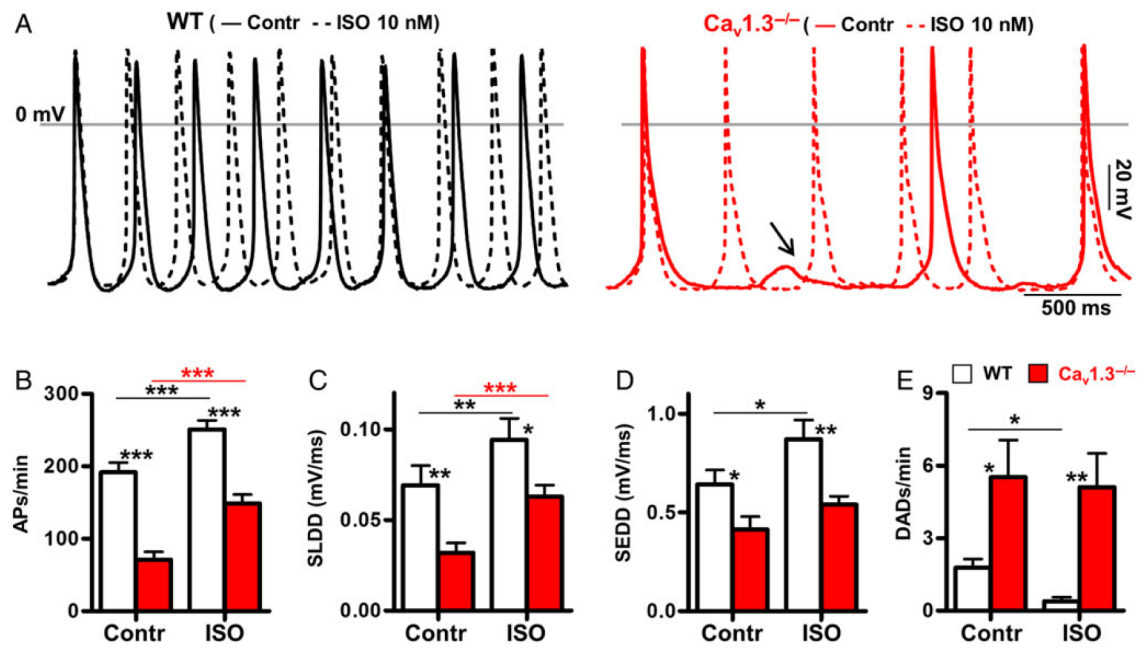 A
WT ( — Contr -- ISO 10 nM)
Cav1.3–/– ( — Contr -- ISO 10 nM)
0 mV
20 mV
500 ms
B
***
***
***
***
APs/min
300
200
100
0
Contr ISO
C
***
**
*
**
SLDD (mV/ms)
0.10
0.05
0.00
Contr ISO
D
*
**
*
SEDD (mV/ms)
1.0
0.5
0.0
Contr ISO
E
WT Cav1.3–/–
*
*
**
DADs/min
9
6
3
0
Contr ISO